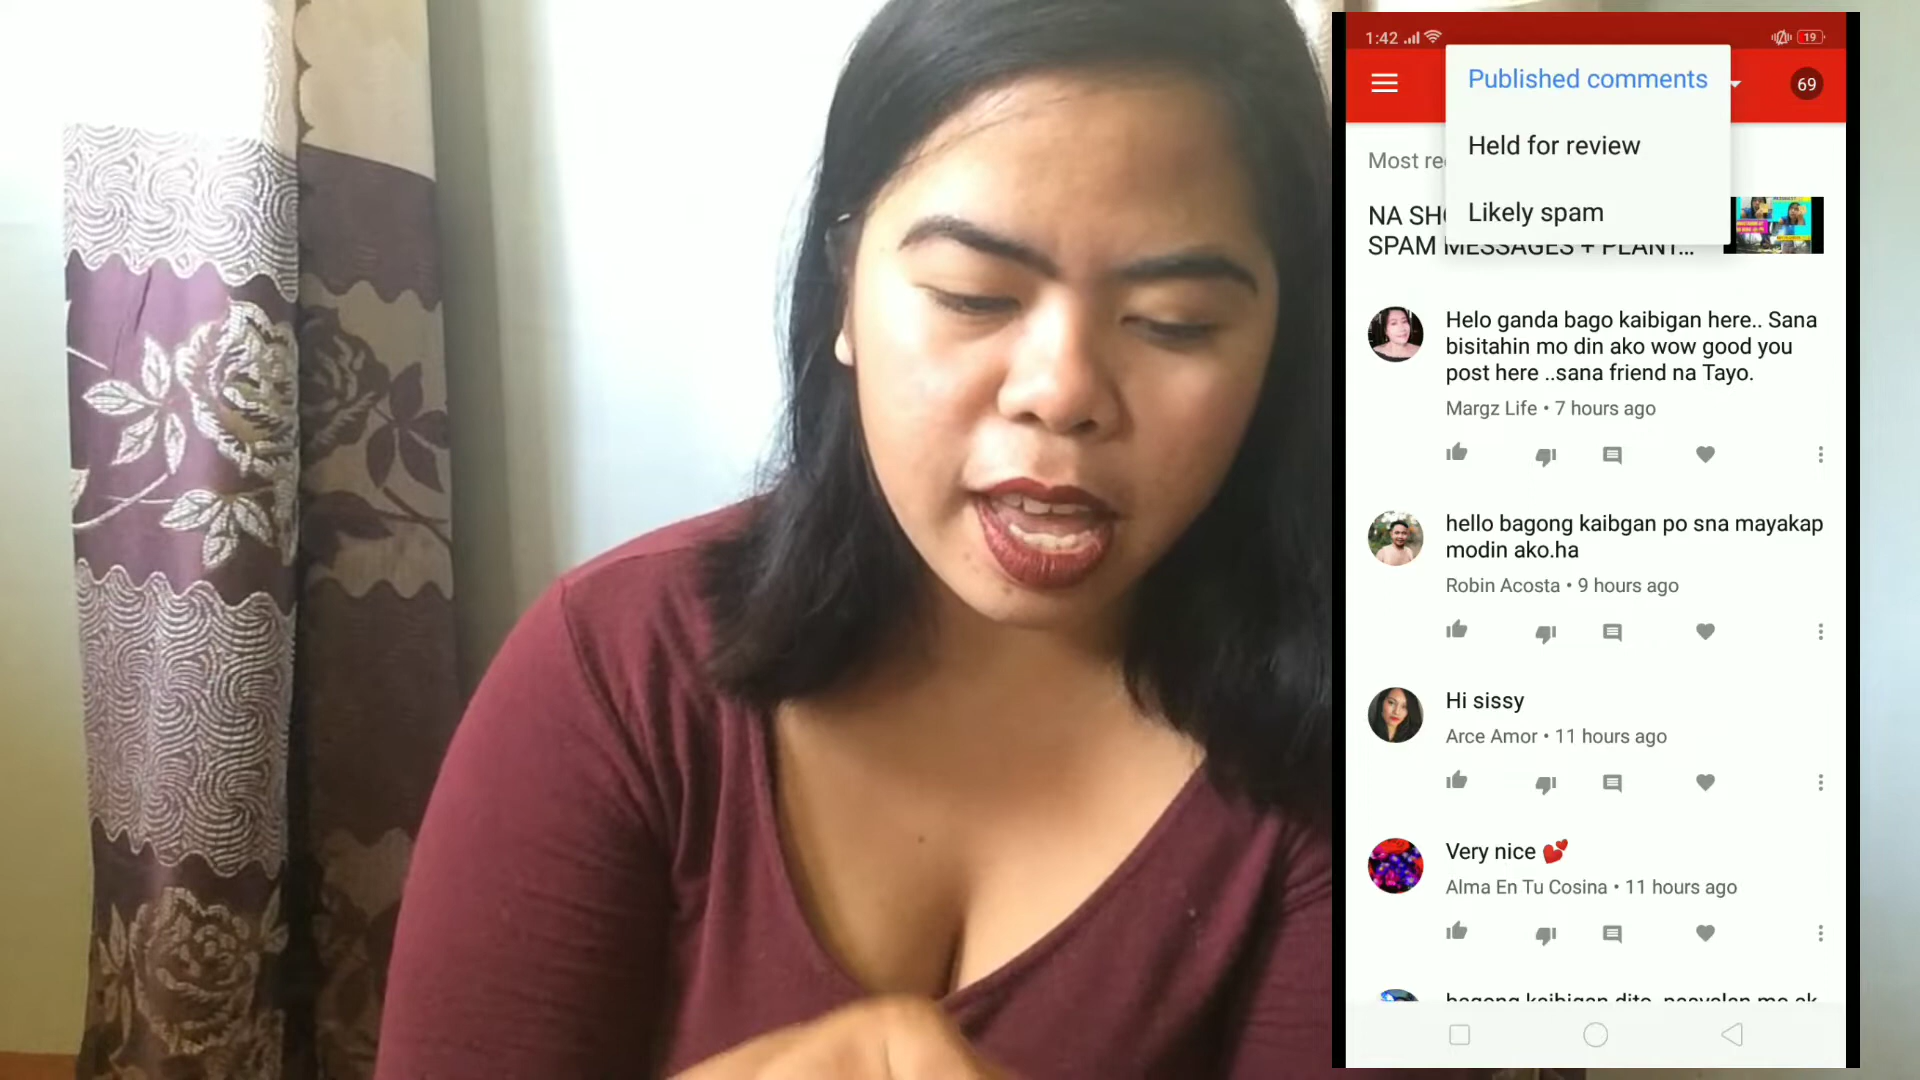 1:42
19
Published comments
69
Held for review
Most re
Likely spam
NA SH
SPAM MESSAGES + PLANT...
Helo ganda bago kaibigan here.. Sana
bisitahin mo din ako wow good you
post here ..sana friend na Tayo.
Margz Life • 7 hours ago
hello bagong kaibgan po sna mayakap
modin ako.ha
Robin Acosta • 9 hours ago
Hi sissy
Arce Amor • 11 hours ago
Very nice 💕
Alma En Tu Cosina • 11 hours ago